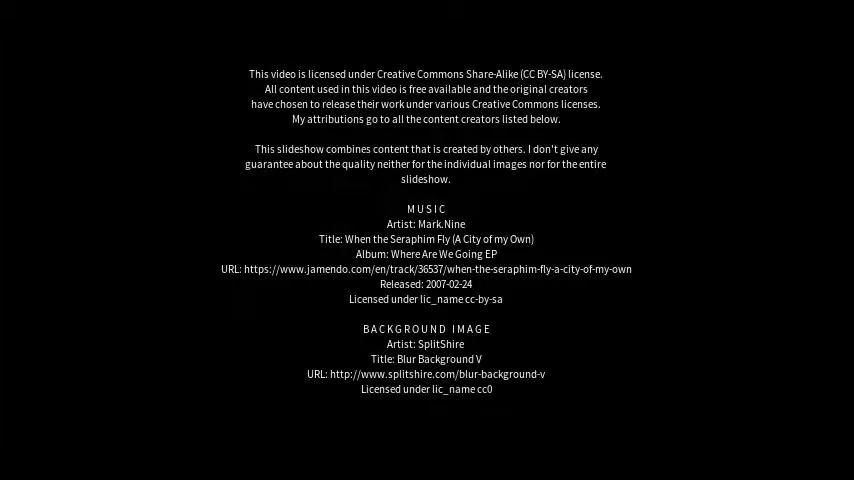 This video is licensed under Creative Commons Share-Alike (CC BY-SA) license.
All content used in this video is free available and the original creators
have chosen to release their work under various Creative Commons licenses.
My attributions go to all the content creators listed below.
This slideshow combines content that is created by others. I don't give any
guarantee about the quality neither for the individual images nor for the entire
slideshow.
MUSIC
Artist: Mark.Nine
Title: When the Seraphim Fly (A City of my Own)
Album: Where Are We Going EP
URL: https://www.jamendo.com/en/track/36537/when-the-seraphim-fly-a-city-of-my-own
Released: 2007-02-24
Licensed under lic_name cc-by-sa
BACKGROUND IMAGE
Artist: SplitShire
Title: Blur Background V
URL: http://www.splitshire.com/blur-background-v
Licensed under lic_name cc0